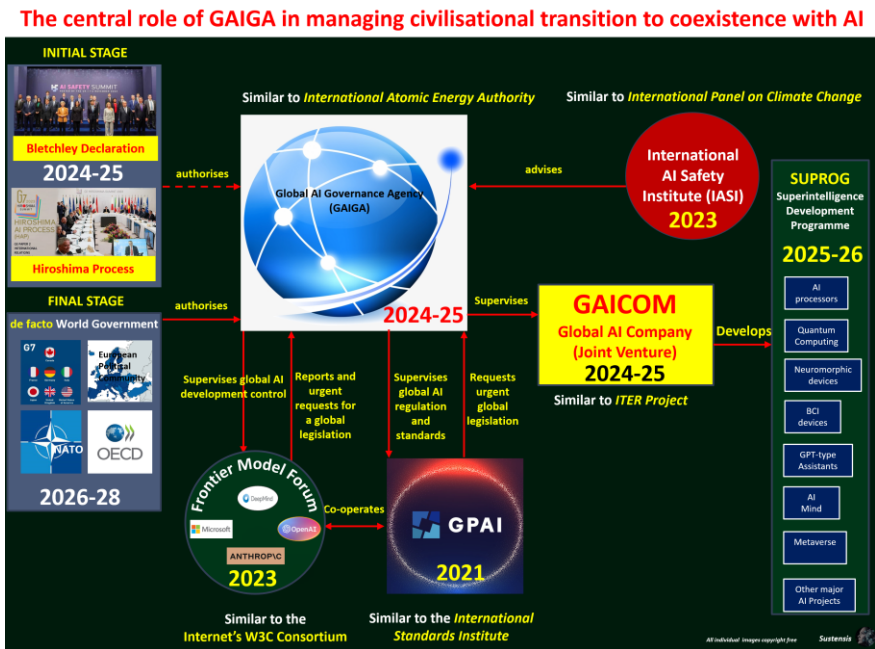 The central role of GAIGA in managing civilisational transition to coexistence with AI
INITIAL STAGE
AI SAFETY SUMMIT
Bletchley Declaration
2024-25
G7
HIROSHIMA
AI PROCESS
(HAP)
Hiroshima Process
FINAL STAGE
de facto World Government
G7
European
Political
Community
NATO
OECD
2026-28
authorises
authorises
Similar to International Atomic Energy Authority
Global AI Governance Agency
(GAIGA)
2024-25
Similar to International Panel on Climate Change
advises
International
AI Safety
Institute (IASI)
2023
Supervises
GAICOM
Global AI Company
(Joint Venture)
2024-25
Similar to ITER Project
Develops
SUPROG
Superintelligence
Development
Programme
2025-26
AI
processors
Quantum
Computing
Neuromorphic
devices
BCI
devices
GPT-type
Assistants
AI
Mind
Metaverse
Other major
AI Projects
Supervises global AI
development control
Reports and
urgent
requests for
a global
legislation
Supervises
global AI
regulation
and
standards
Requests
urgent
global
legislation
Frontier Model Forum
DeepMind
Microsoft
OpenAI
ANTHROP\C
2023
Co-operates
GPAI
2021
Similar to the
Internet's W3C Consortium
Similar to the International
Standards Institute
All individual images copyright free
Sustensis